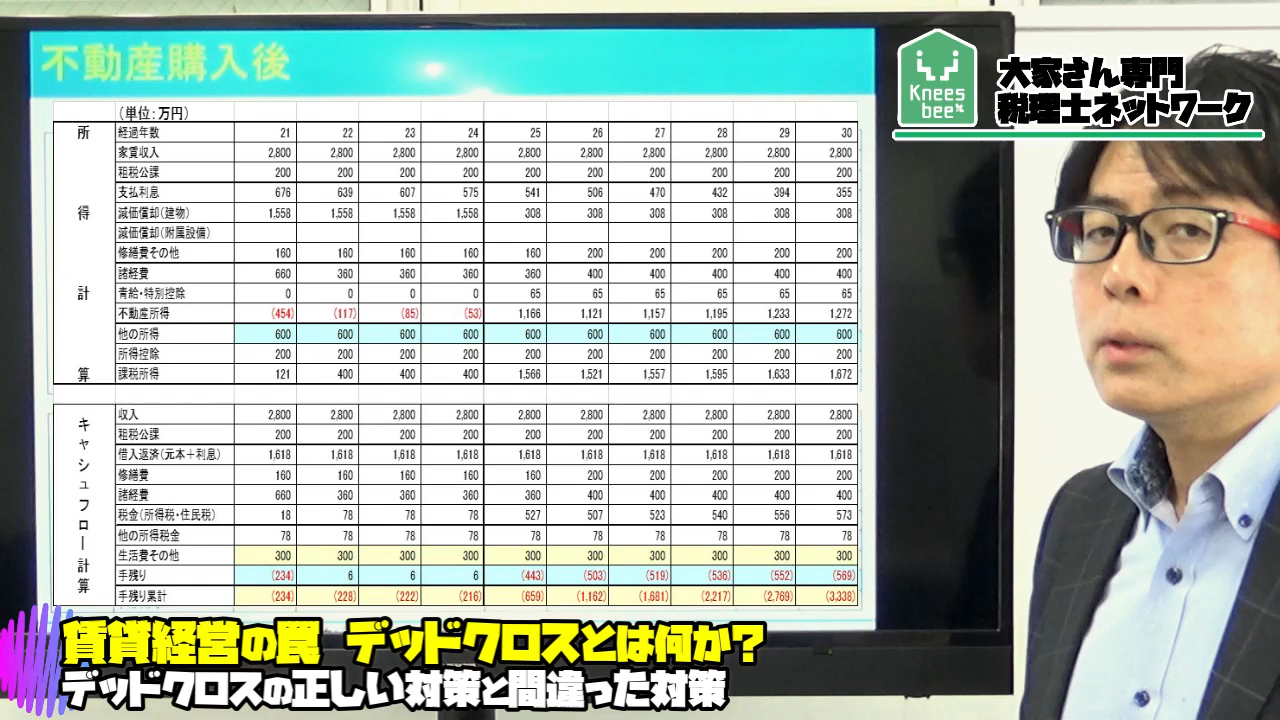 不動産購入後
Knees
bee税
大家さん専門
税理士ネットワーク
(単位:万円)
所得計算
経過年数 21 22 23 24 25 26 27 28 29 30
家賃収入 2,800 2,800 2,800 2,800 2,800 2,800 2,800 2,800 2,800 2,800
租税公課 200 200 200 200 200 200 200 200 200 200
支払利息 676 639 607 575 541 506 470 432 394 355
減価償却(建物) 1,558 1,558 1,558 1,558 308 308 308 308 308 308
減価償却(附属設備)
修繕費その他 160 160 160 160 160 200 200 200 200 200
諸経費 660 360 360 360 360 400 400 400 400 400
青給・特別控除 0 0 0 0 65 65 65 65 65 65
不動産所得 (454) (117) (85) (53) 1,166 1,121 1,157 1,195 1,233 1,272
他の所得 600 600 600 600 600 600 600 600 600 600
所得控除 200 200 200 200 200 200 200 200 200 200
課税所得 121 400 400 400 1,566 1,521 1,557 1,595 1,633 1,672
キャシュフロー計算
収入 2,800 2,800 2,800 2,800 2,800 2,800 2,800 2,800 2,800 2,800
租税公課 200 200 200 200 200 200 200 200 200 200
借入返済(元本+利息) 1,618 1,618 1,618 1,618 1,618 1,618 1,618 1,618 1,618 1,618
修繕費 160 160 160 160 160 200 200 200 200 200
諸経費 660 360 360 360 360 400 400 400 400 400
税金(所得税・住民税) 18 78 78 78 527 507 523 540 556 573
他の所得税金 78 78 78 78 78 78 78 78 78 78
生活費その他 300 300 300 300 300 300 300 300 300 300
手残り (234) 6 6 6 (443) (503) (519) (536) (552) (569)
手残り累計 (234) (228) (222) (216) (659) (1,162) (1,681) (2,217) (2,769) (3,338)
賃貸経営の罠 デッドクロスとは何か?
デッドクロスの正しい対策と間違った対策